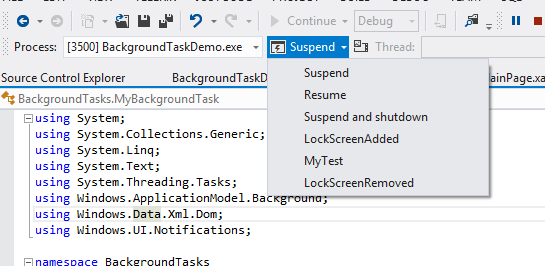 Continue
Debug
Process: [3500] BackgroundTaskDemo.exe
Suspend
Thread:
Source Control Explorer
BackgroundTaskD
ainPage.xa
Suspend
Resume
Suspend and shutdown
LockScreenAdded
MyTest
LockScreenRemoved
BackgroundTasks.MyBackgroundTask
using System;
using System.Collections.Generic;
using System.Linq;
using System.Text;
using System.Threading.Tasks;
using Windows.ApplicationModel.Background;
using Windows.Data.Xml.Dom;
using Windows.UI.Notifications;
namespace BackgroundTasks